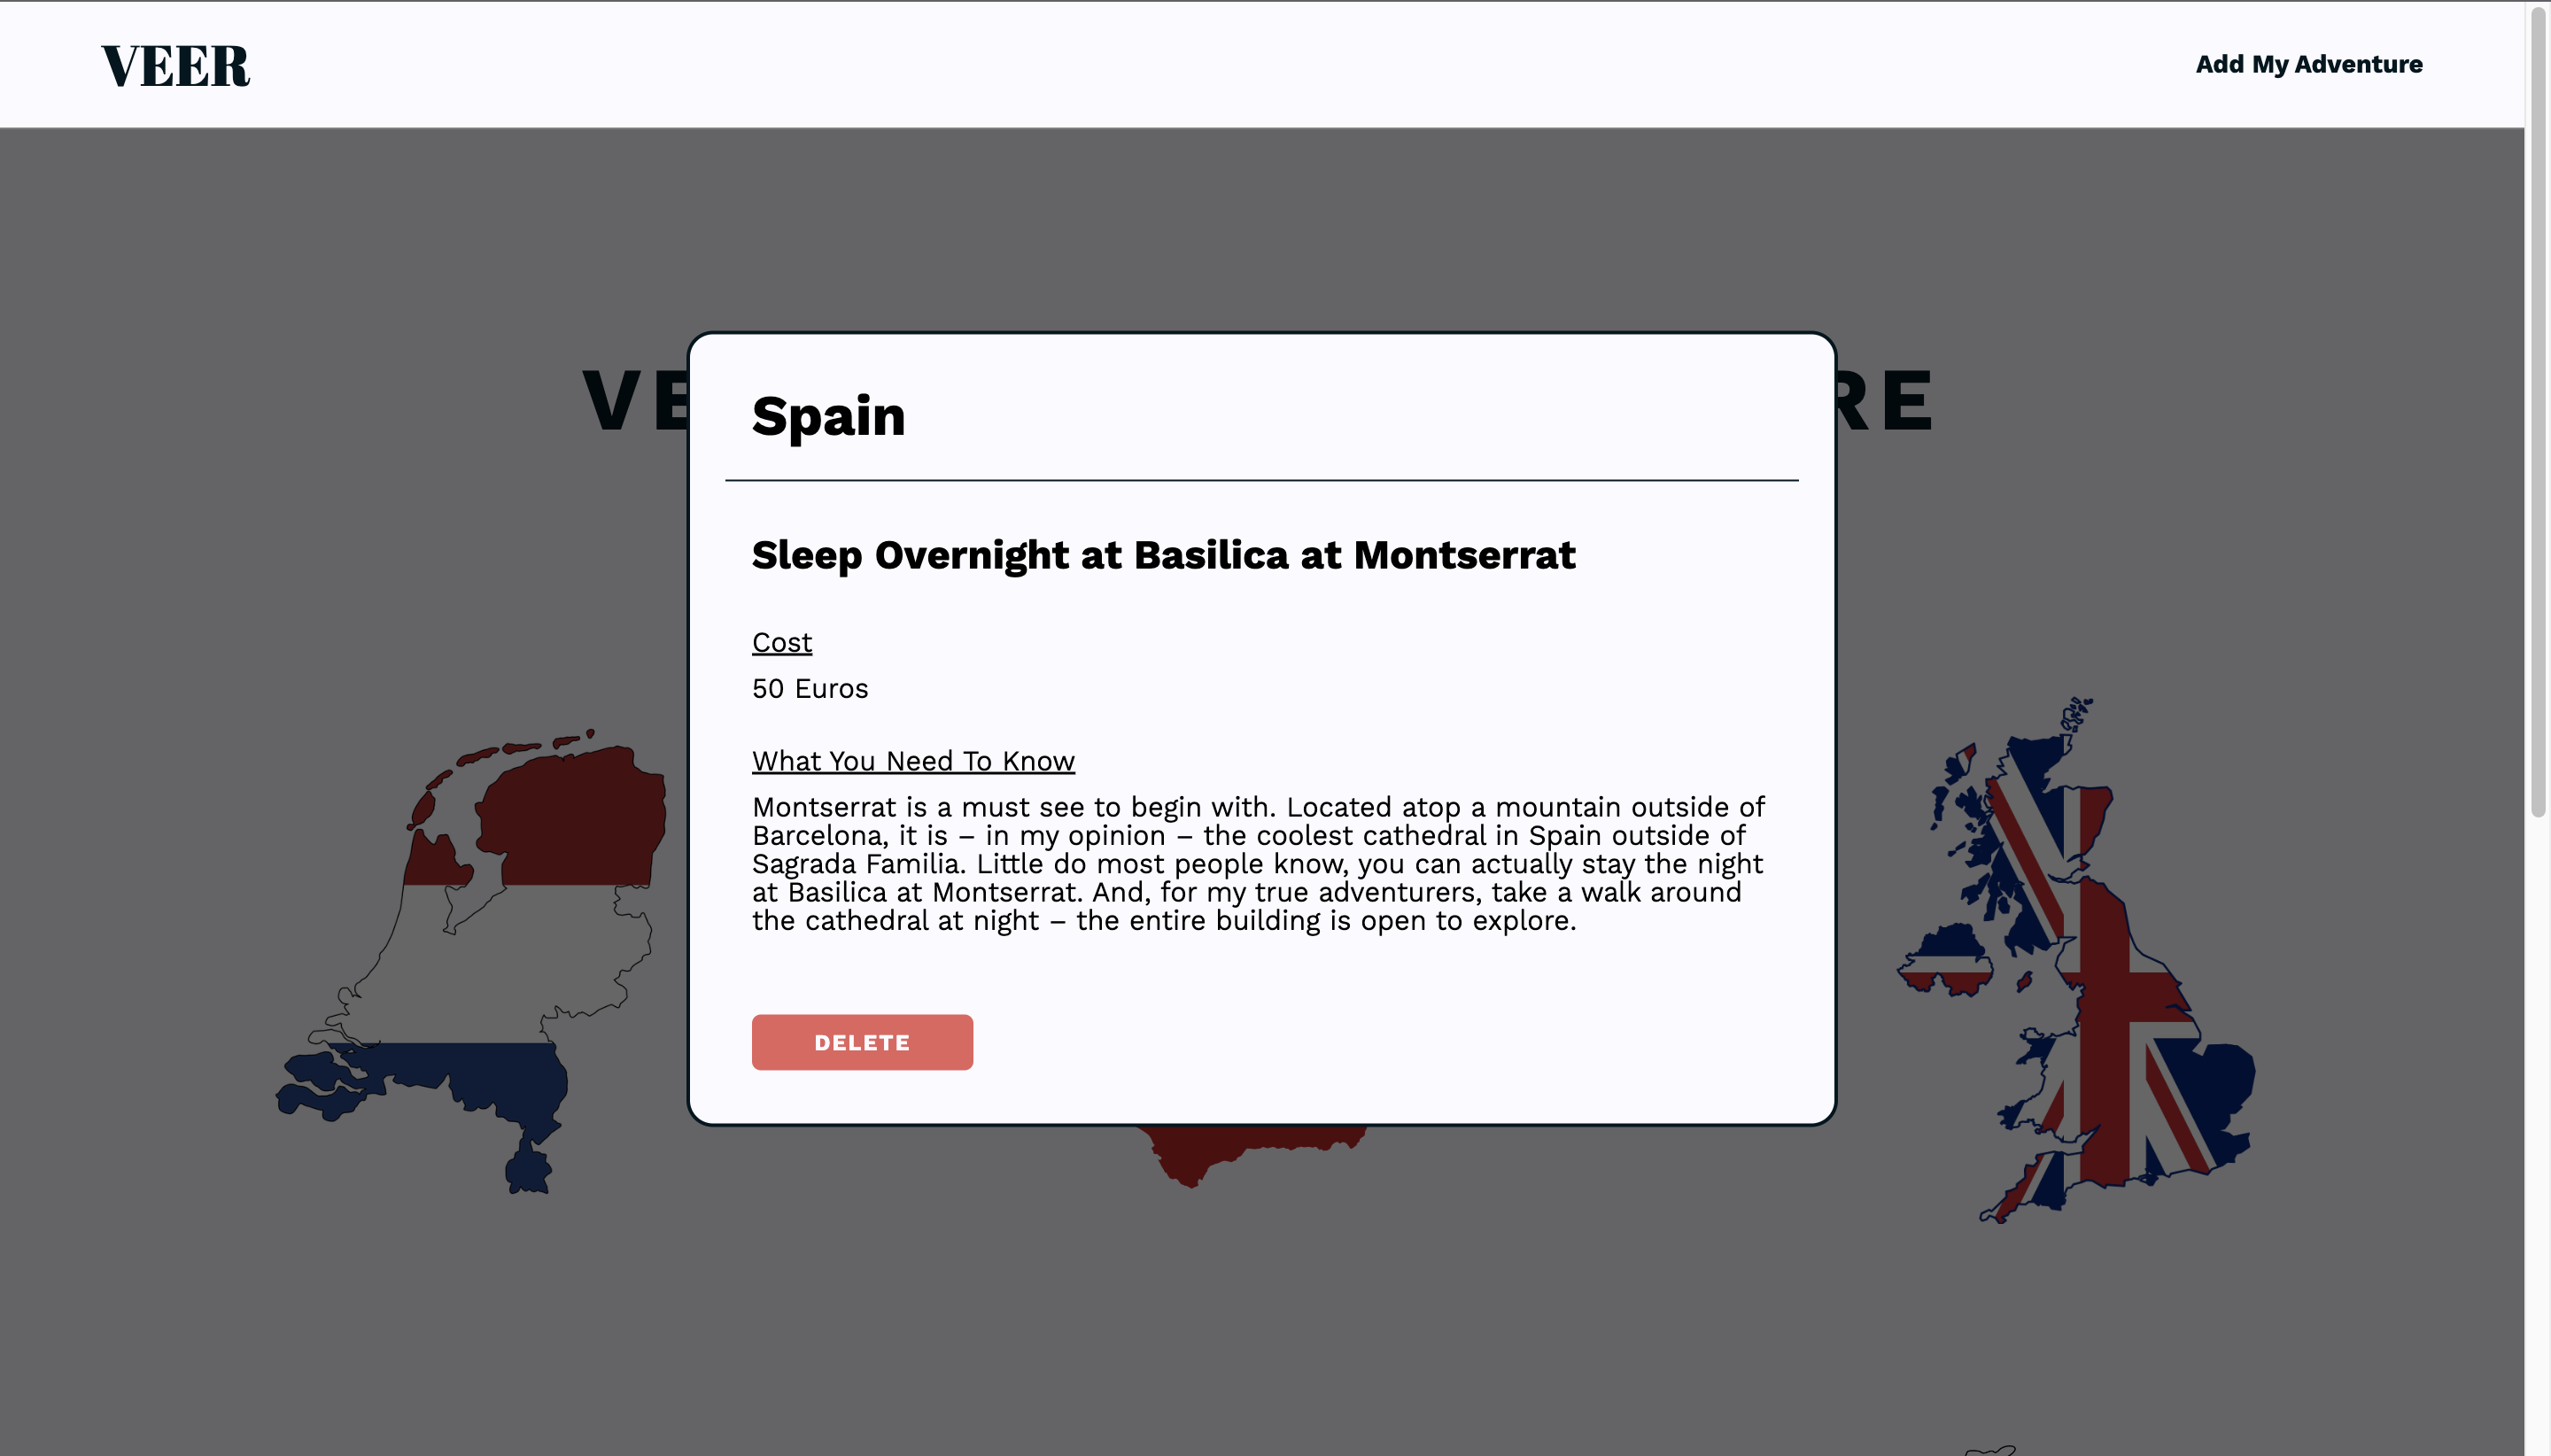 VEER
Add My Adventure
VE
RE
Spain
Sleep Overnight at Basilica at Montserrat
Cost
50 Euros
What You Need To Know
Montserrat is a must see to begin with. Located atop a mountain outside of
Barcelona, it is – in my opinion – the coolest cathedral in Spain outside of
Sagrada Familia. Little do most people know, you can actually stay the night
at Basilica at Montserrat. And, for my true adventurers, take a walk around
the cathedral at night – the entire building is open to explore.
DELETE